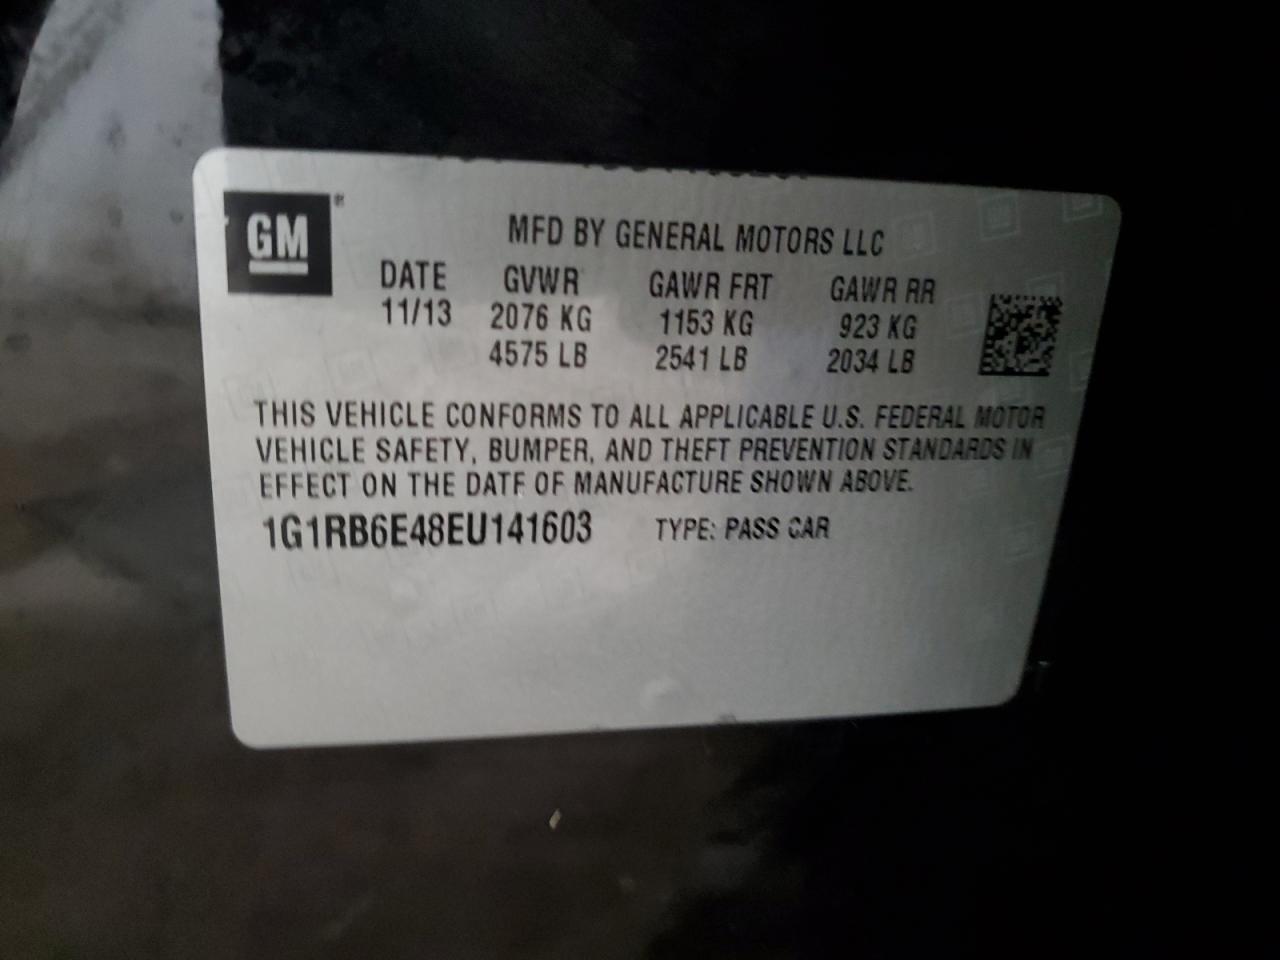 GM
MFD BY GENERAL MOTORS LLC
DATE GVWR GAWR FRT GAWR RR
11/13 2076 KG 1153 KG 923 KG
4575 LB 2541 LB 2034 LB
THIS VEHICLE CONFORMS TO ALL APPLICABLE U.S. FEDERAL MOTOR
VEHICLE SAFETY, BUMPER, AND THEFT PREVENTION STANDARDS IN
EFFECT ON THE DATE OF MANUFACTURE SHOWN ABOVE.
1G1RB6E48EU141603 TYPE: PASS CAR